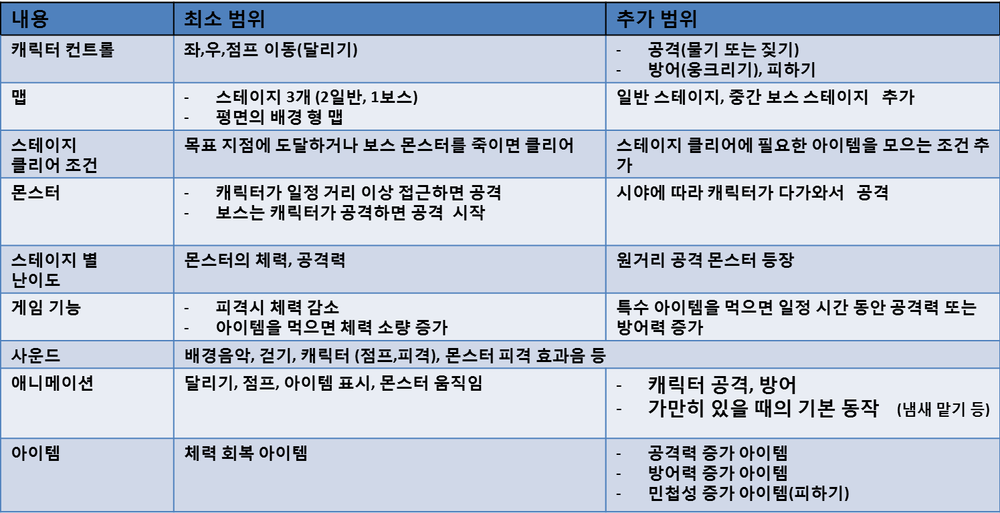 내용 최소 범위 추가 범위
캐릭터 컨트롤 좌,우,점프 이동(달리기) - 공격(물기 또는 짖기)
- 방어(웅크리기), 피하기
맵 - 스테이지 3개 (2일반, 1보스) 일반 스테이지, 중간 보스 스테이지 추가
- 평면의 배경 형 맵
스테이지 목표 지점에 도달하거나 보스 몬스터를 죽이면 클리어 스테이지 클리어에 필요한 아이템을 모으는 조건 추
클리어 조건 가
몬스터 - 캐릭터가 일정 거리 이상 접근하면 공격 시야에 따라 캐릭터가 다가와서 공격
- 보스는 캐릭터가 공격하면 공격 시작
스테이지 별 몬스터의 체력, 공격력 원거리 공격 몬스터 등장
난이도
게임 기능 - 피격시 체력 감소 특수 아이템을 먹으면 일정 시간 동안 공격력 또는
- 아이템을 먹으면 체력 소량 증가 방어력 증가
사운드 배경음악, 걷기, 캐릭터 (점프,피격), 몬스터 피격 효과음 등
애니메이션 달리기, 점프, 아이템 표시, 몬스터 움직임 - 캐릭터 공격, 방어
- 가만히 있을 때의 기본 동작 (냄새 맡기 등)
아이템 체력 회복 아이템 - 공격력 증가 아이템
- 방어력 증가 아이템
- 민첩성 증가 아이템(피하기)